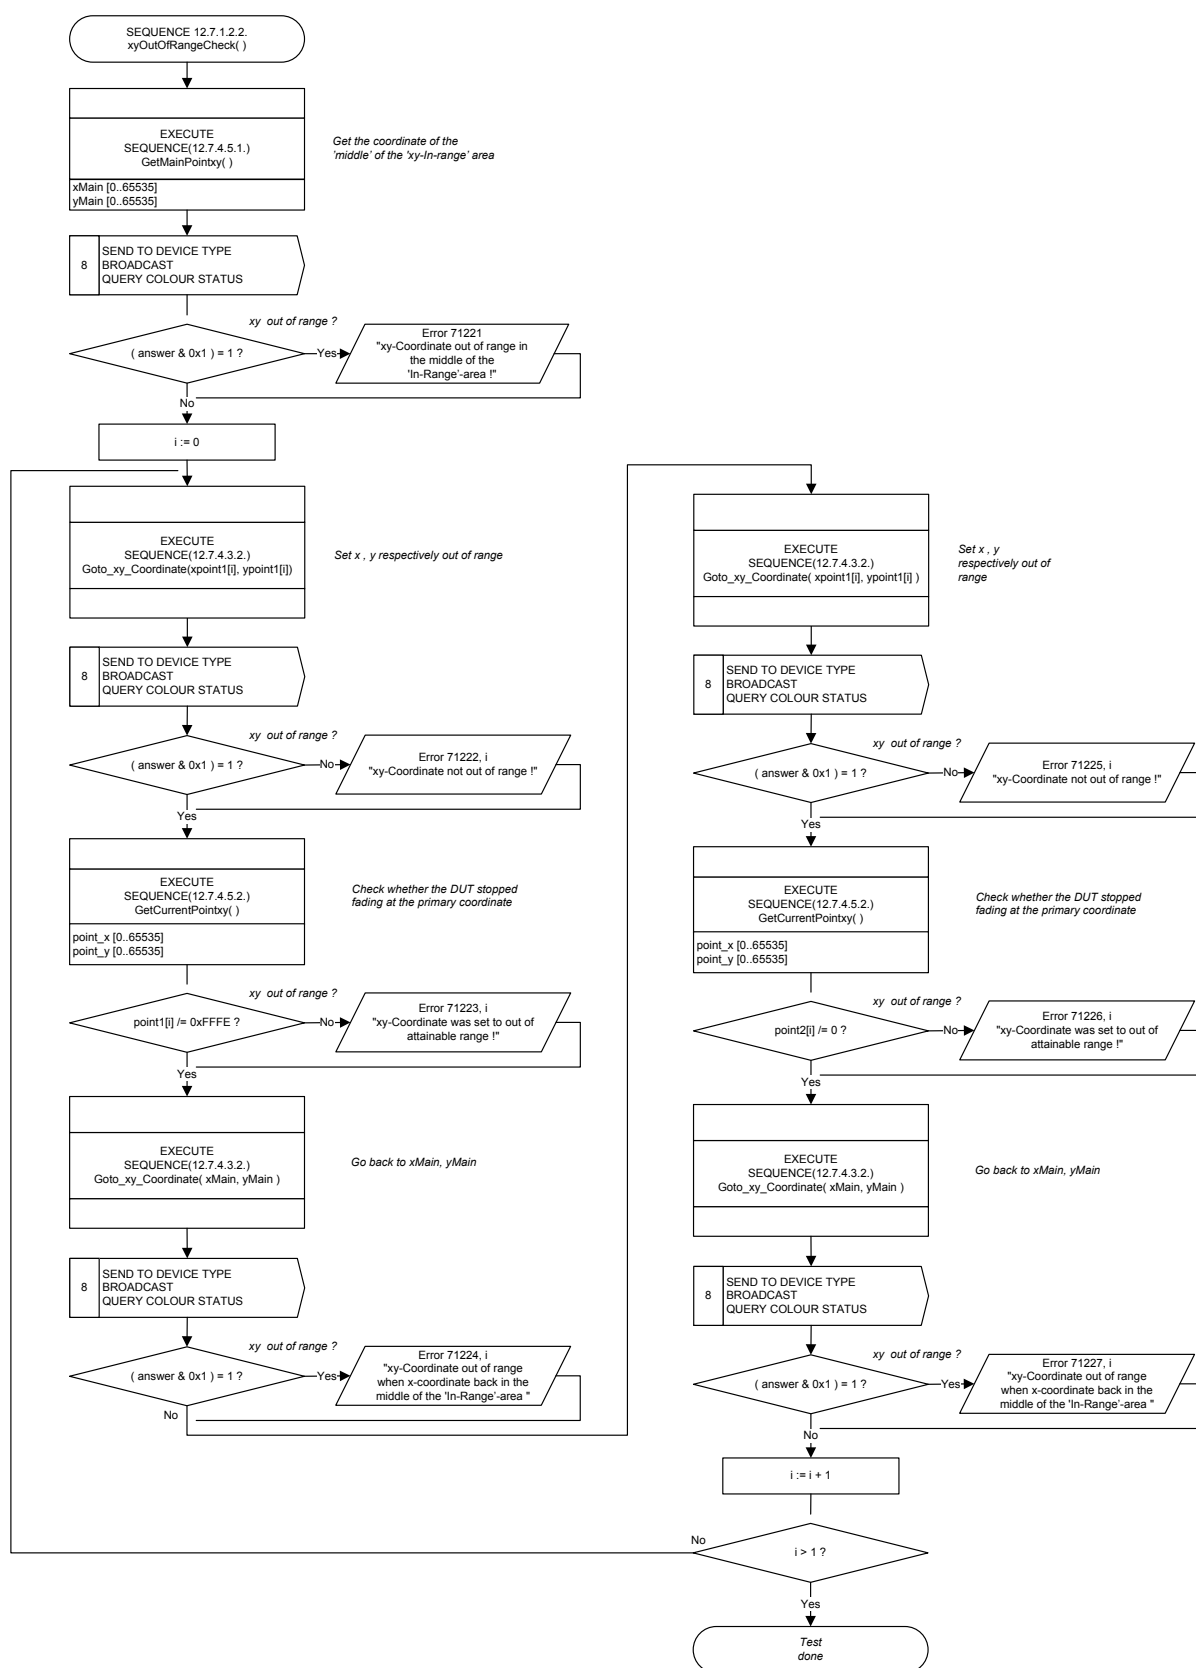 SEQUENCE 12.7.1.2.2.
xyOutOfRangeCheck( )
EXECUTE
SEQUENCE(12.7.4.5.1.)
GetMainPointxy( )
xMain [0..65535]
yMain [0..65535]
Get the coordinate of the
'middle' of the 'xy-In-range' area
8
SEND TO DEVICE TYPE
BROADCAST
QUERY COLOUR STATUS
xy out of range ?
( answer & 0x1 ) = 1 ?
Yes
Error 71221
"xy-Coordinate out of range in
the middle of the
'In-Range'-area !"
No
i := 0
EXECUTE
SEQUENCE(12.7.4.3.2.)
Goto_xy_Coordinate(xpoint1[i], ypoint1[i])
Set x , y respectively out of range
8
SEND TO DEVICE TYPE
BROADCAST
QUERY COLOUR STATUS
xy out of range ?
( answer & 0x1 ) = 1 ?
No
Error 71222, i
"xy-Coordinate not out of range !"
Yes
EXECUTE
SEQUENCE(12.7.4.5.2.)
GetCurrentPointxy( )
point_x [0..65535]
point_y [0..65535]
Check whether the DUT stopped
fading at the primary coordinate
xy out of range ?
point1[i] /= 0xFFFE ?
No
Error 71223, i
"xy-Coordinate was set to out of
attainable range !"
Yes
EXECUTE
SEQUENCE(12.7.4.3.2.)
Goto_xy_Coordinate( xMain, yMain )
Go back to xMain, yMain
8
SEND TO DEVICE TYPE
BROADCAST
QUERY COLOUR STATUS
xy out of range ?
( answer & 0x1 ) = 1 ?
Yes
Error 71224, i
"xy-Coordinate out of range
when x-coordinate back in the
middle of the 'In-Range'-area "
No
EXECUTE
SEQUENCE(12.7.4.3.2.)
Goto_xy_Coordinate( xpoint1[i], ypoint1[i] )
Set x , y
respectively out of
range
8
SEND TO DEVICE TYPE
BROADCAST
QUERY COLOUR STATUS
xy out of range ?
( answer & 0x1 ) = 1 ?
No
Error 71225, i
"xy-Coordinate not out of range !"
Yes
EXECUTE
SEQUENCE(12.7.4.5.2.)
GetCurrentPointxy( )
point_x [0..65535]
point_y [0..65535]
Check whether the DUT stopped
fading at the primary coordinate
xy out of range ?
point2[i] /= 0 ?
No
Error 71226, i
"xy-Coordinate was set to out of
attainable range !"
Yes
EXECUTE
SEQUENCE(12.7.4.3.2.)
Goto_xy_Coordinate( xMain, yMain )
Go back to xMain, yMain
8
SEND TO DEVICE TYPE
BROADCAST
QUERY COLOUR STATUS
xy out of range ?
( answer & 0x1 ) = 1 ?
Yes
Error 71227, i
"xy-Coordinate out of range
when x-coordinate back in the
middle of the 'In-Range'-area "
No
i := i + 1
No
i > 1 ?
Yes
Test
done